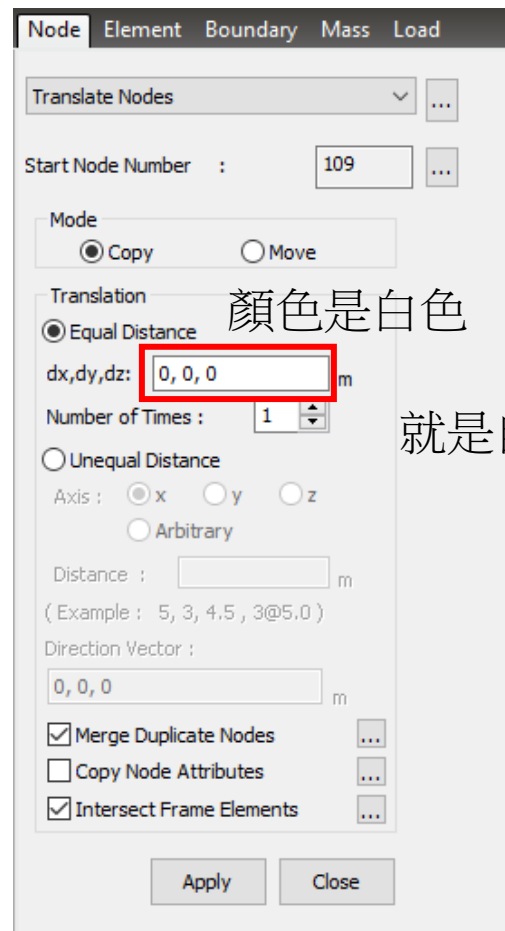 Node Element Boundary Mass Load
Translate Nodes ...
Start Node Number : 109 ...
Mode
Copy Move
Translation
顏色是白色
Equal Distance
dx,dy,dz: 0, 0, 0 m
Number of Times : 1
就是
Unequal Distance
Axis : x y z
Arbitrary
Distance : m
( Example : 5, 3, 4.5 , 3@5.0 )
Direction Vector :
0, 0, 0 m
Merge Duplicate Nodes ...
Copy Node Attributes ...
Intersect Frame Elements ...
Apply Close